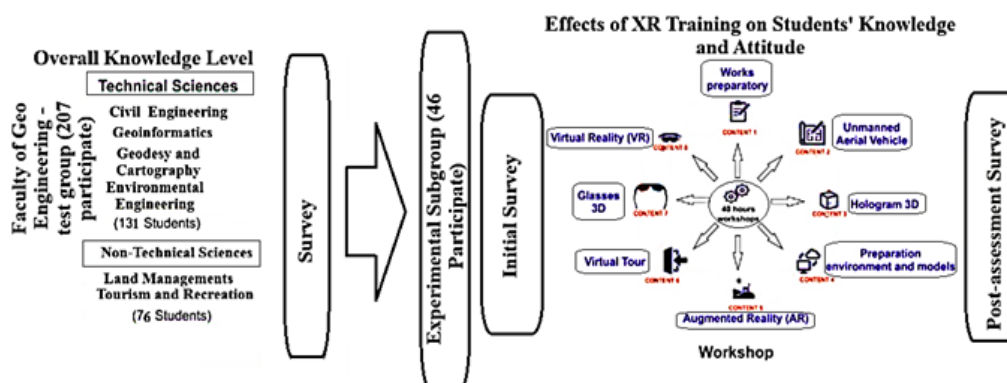 Overall Knowledge Level
Faculty of Geo
Engineering -
test group (207
participate)
Technical Sciences
Civil Engineering
Geoinformatics
Geodesy and
Cartography
Environmental
Engineering
(131 Students)
Non-Technical Sciences
Land Managements
Tourism and Recreation
(76 Students)
Survey
Experimental Subgroup (46
Participate)
Initial Survey
Effects of XR Training on Students' Knowledge
and Attitude
Works
preparatory
CONTENT 1
Unmanned
Aerial Vehicle
CONTENT 2
Hologram 3D
CONTENT 3
Preparation
environment and models
CONTENT 4
CONTENT 5
Augmented Reality (AR)
Virtual Tour
CONTENT 6
Glasses
3D
CONTENT 7
Virtual Reality (VR)
CONTENT 8
40 hours
workshops
Workshop
Post-assessment Survey